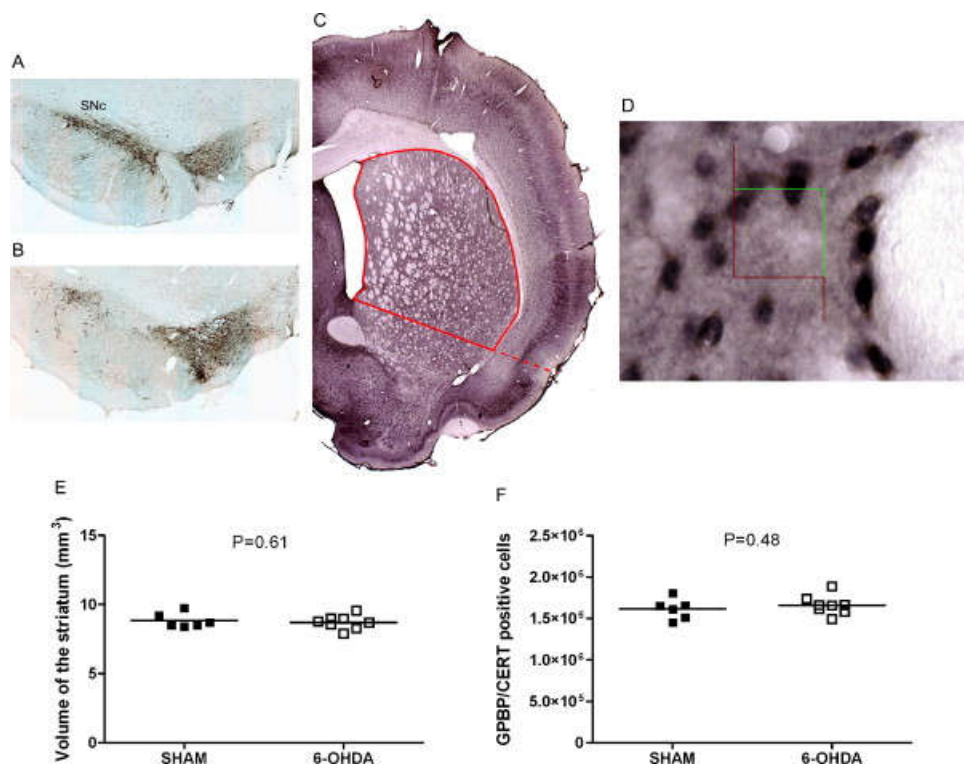 C
A
SNc
D
B
E
F
Volume of the striatum (mm³)
15
10
5
0
P=0.61
SHAM
6-OHDA
GPBP/CERT positive cells
2.5×10⁶
2.0×10⁶
1.5×10⁶
1.0×10⁶
5.0×10⁵
0
P=0.48
SHAM
6-OHDA